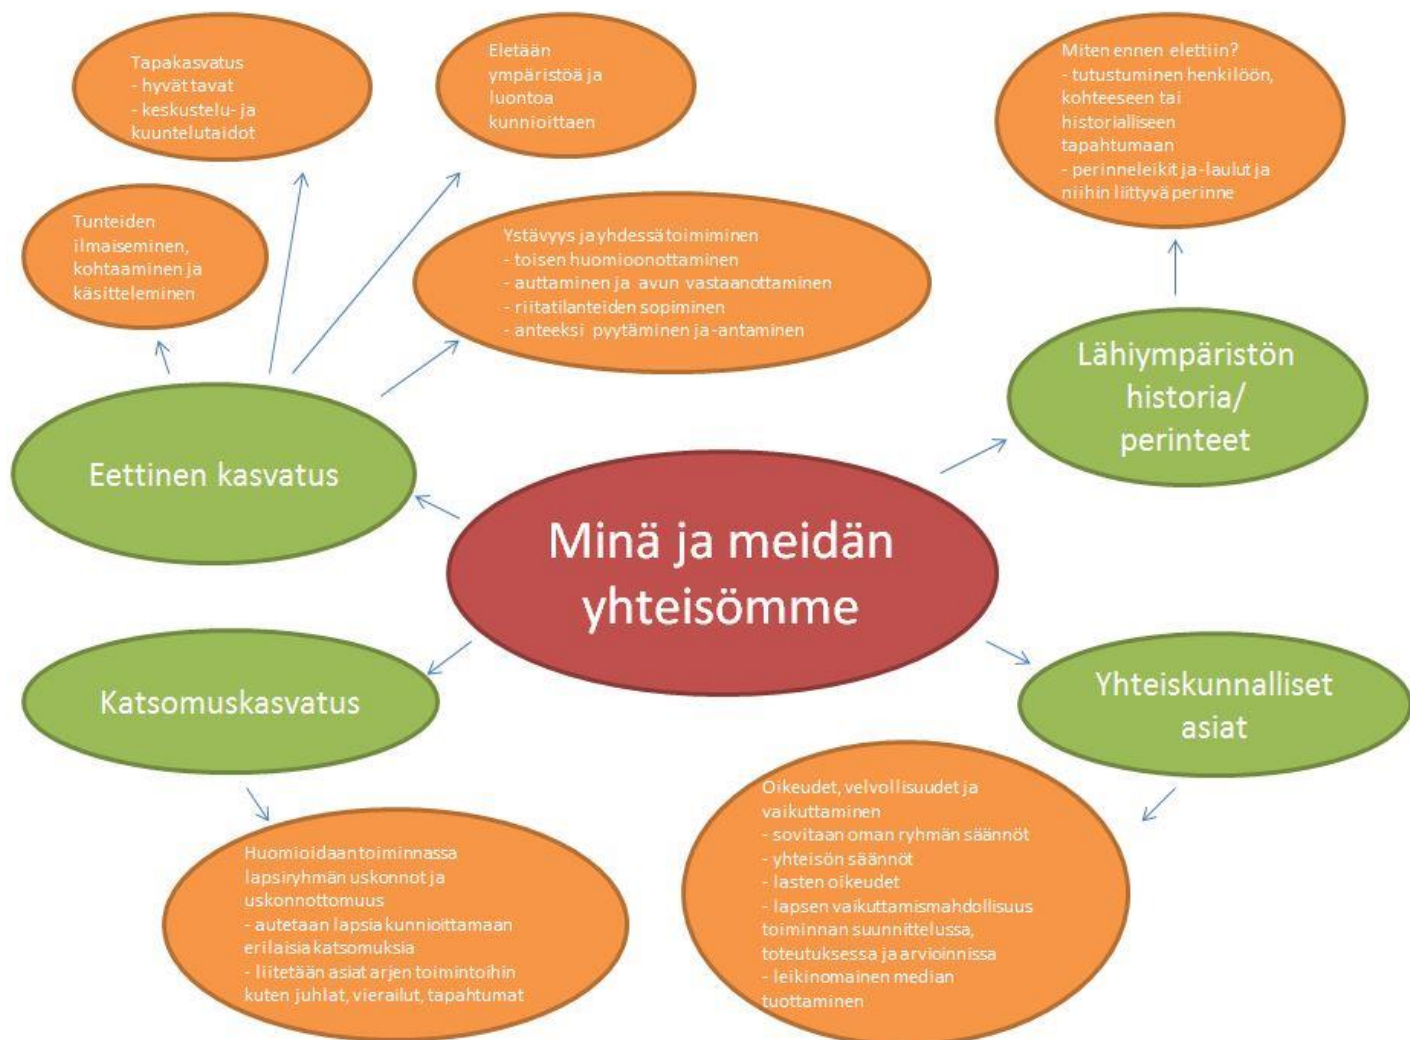 Tapakasvatus
- hyvät tavat
- keskustelu- ja
kuuntelutaidot
Eletään
ympäristöä ja
luontoa
kunnioittaen
Miten ennen elettiin?
- tutustuminen henkilöön,
kohteeseen tai
historialliseen
tapahtumaan
- perinneleikit ja -laulut ja
niihin liittyvä perinne
Tunteiden
ilmaiseminen,
kohtaaminen ja
käsitteleminen
Ystävyys ja yhdessä toimiminen
- toisen huomioonottaminen
- auttaminen ja avun vastaanottaminen
- riitatilanteiden sopiminen
- anteeksi pyytäminen ja -antaminen
Lähiympäristön
historia/
perinteet
Eettinen kasvatus
Minä ja meidän
yhteisömme
Katsomuskasvatus
Yhteiskunnalliset
asiat
Huomioidaan toiminnassa
lapsiryhmän uskonnot ja
uskonnottomuus
- autetaan lapsia kunnioittamaan
erilaisia katsomuksia
- liitetään asiat arjen toimintoihin
kuten juhlat, vierailut, tapahtumat
Oikeudet, velvollisuudet ja
vaikuttaminen
- sovitaan oman ryhmän säännöt
- yhteisön säännöt
- lasten oikeudet
- lapsen vaikuttamismahdollisuus
toiminnan suunnittelussa,
toteutuksessa ja arvioinnissa
- leikinomainen median
tuottaminen